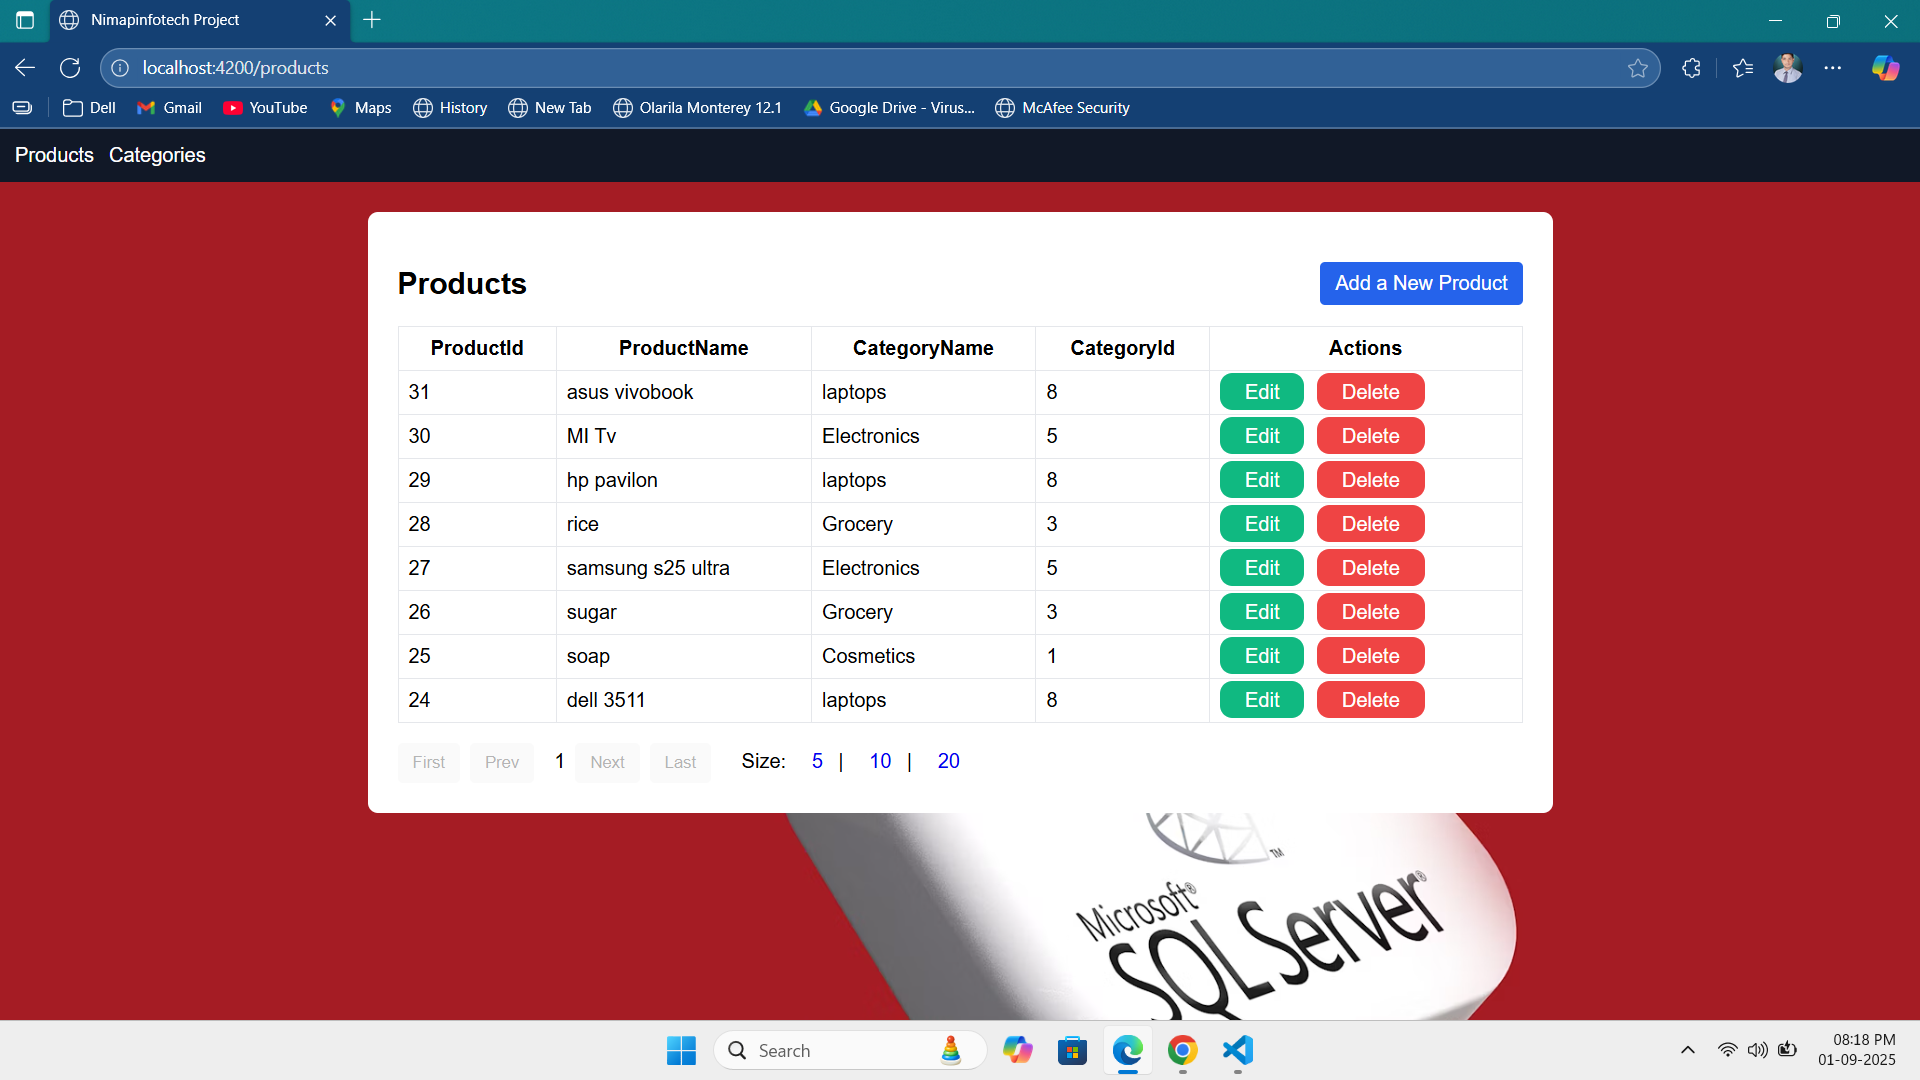 Nimapinfotech Project
localhost:4200/products
Dell Gmail YouTube Maps History New Tab Olarila Monterey 12.1 Google Drive - Virus... McAfee Security
Products Categories
Products Add a New Product
ProductId ProductName CategoryName CategoryId Actions
31 asus vivobook laptops 8 Edit Delete
30 MI Tv Electronics 5 Edit Delete
29 hp pavilon laptops 8 Edit Delete
28 rice Grocery 3 Edit Delete
27 samsung s25 ultra Electronics 5 Edit Delete
26 sugar Grocery 3 Edit Delete
25 soap Cosmetics 1 Edit Delete
24 dell 3511 laptops 8 Edit Delete
First Prev 1 Next Last Size: 5 | 10 | 20
™
Microsoft®
SQL Server®
Search
08:18 PM
01-09-2025